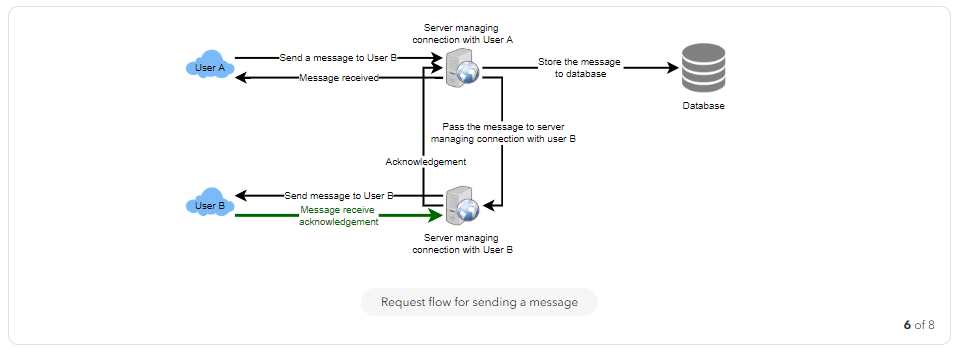 Server managing
connection with User A
Send a message to User B
User A
Message received
Store the message
to database
Database
Pass the message to server
managing connection with user B
Acknowledgement
Send message to User B
User B
Message receive
acknowledgement
Server managing
connection with User B
Request flow for sending a message
6 of 8